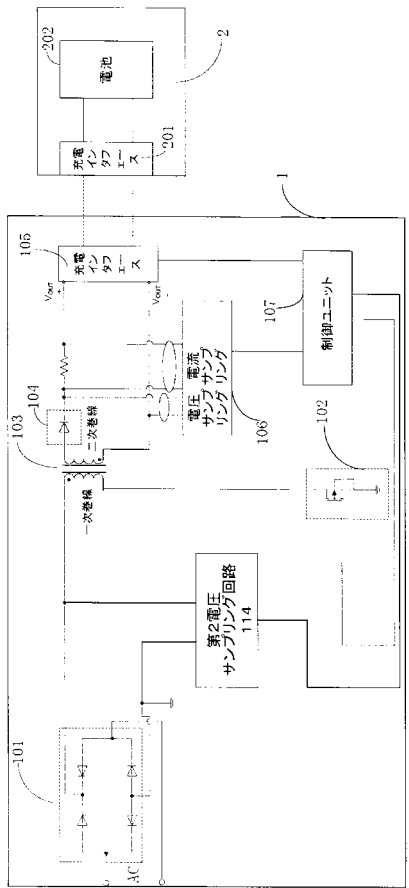 202
電池
2
充電
インタ
フェー
ス
201
1
105
充電
インタ
フェー
ス
Vout
+
Vout
-
107
制御ユニット
電圧
サンプ
リング
電流
サンプ
リング
106
104
103
二次巻線
一次巻線
102
第2電圧
サンプリング回路
114
101
AC